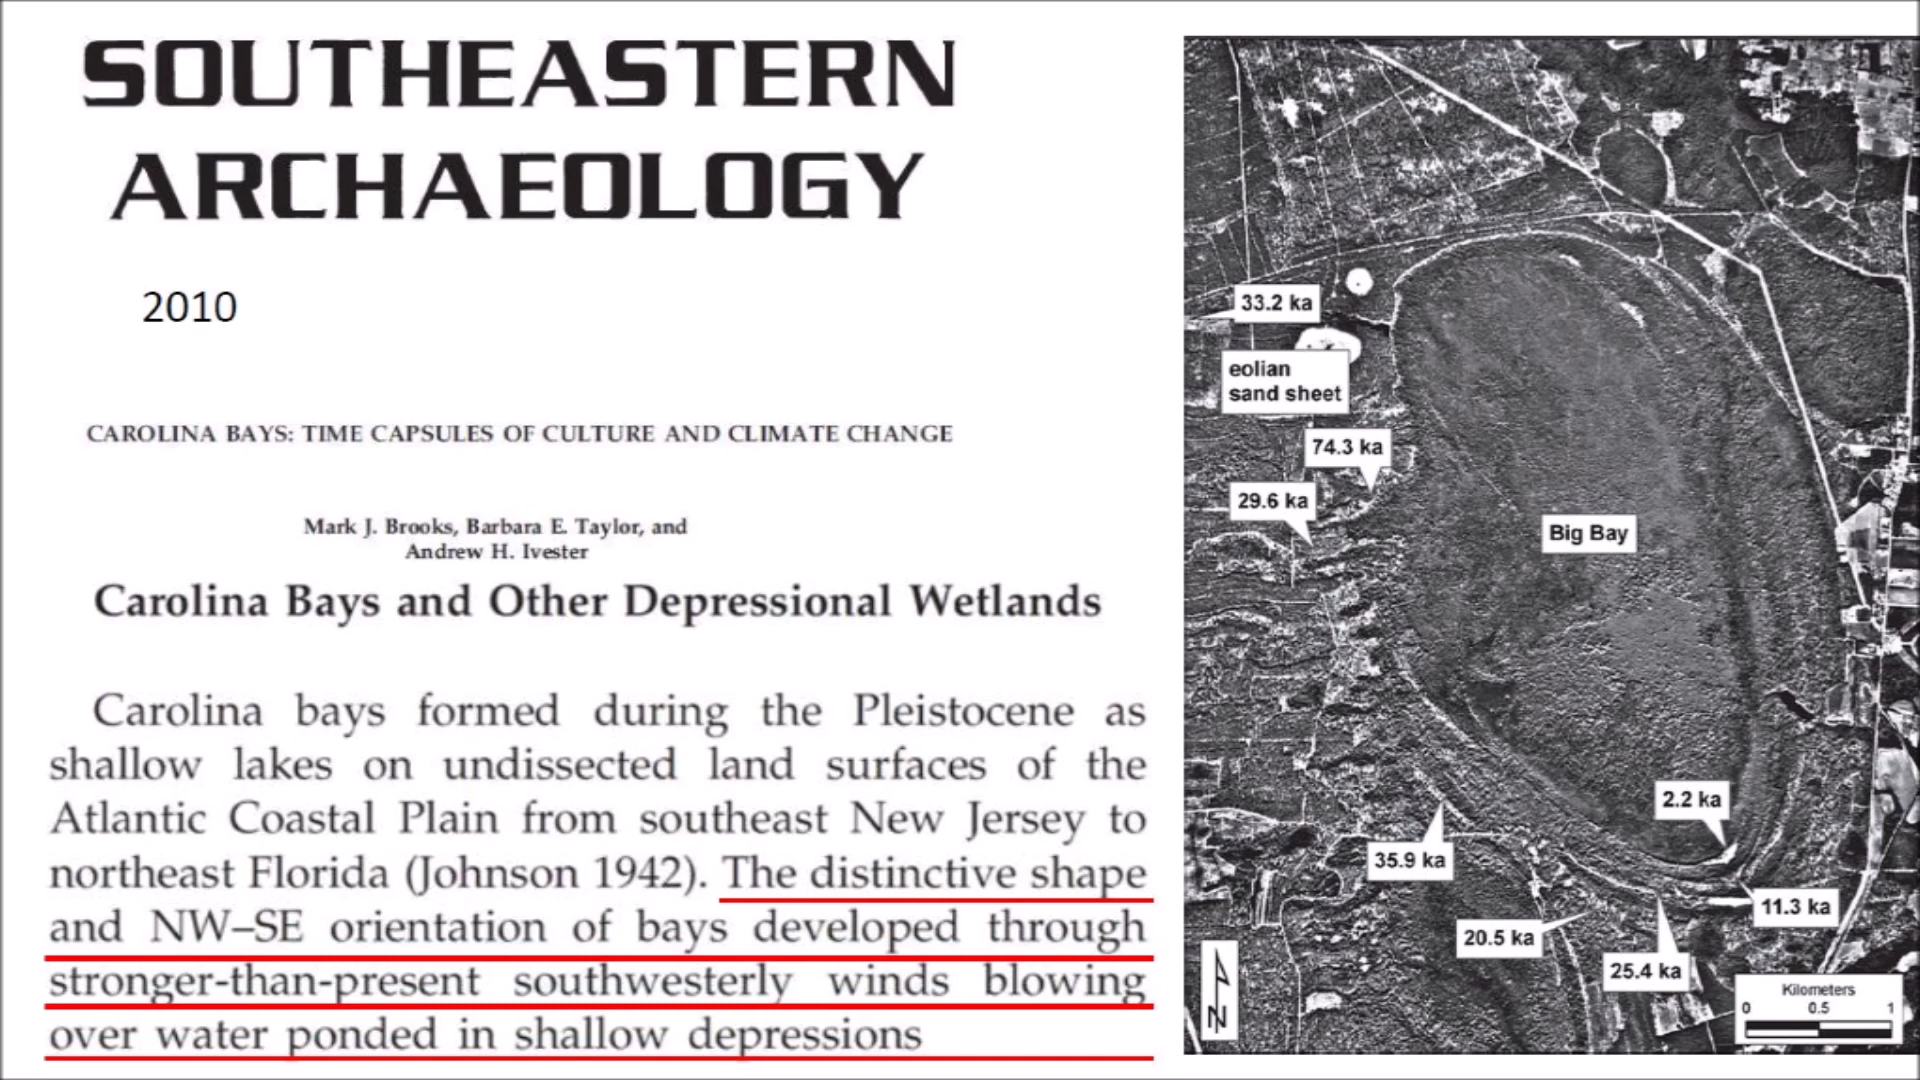 SOUTHEASTERN
ARCHAEOLOGY
2010
CAROLINA BAYS: TIME CAPSULES OF CULTURE AND CLIMATE CHANGE
Mark J. Brooks, Barbara E. Taylor, and
Andrew H. Ivester
Carolina Bays and Other Depressional Wetlands
Carolina bays formed during the Pleistocene as
shallow lakes on undissected land surfaces of the
Atlantic Coastal Plain from southeast New Jersey to
northeast Florida (Johnson 1942). The distinctive shape
and NW–SE orientation of bays developed through
stronger-than-present southwesterly winds blowing
over water ponded in shallow depressions
33.2 ka
eolian
sand sheet
74.3 ka
29.6 ka
Big Bay
2.2 ka
35.9 ka
11.3 ka
20.5 ka
25.4 ka
N
Kilometers
0 0.5 1